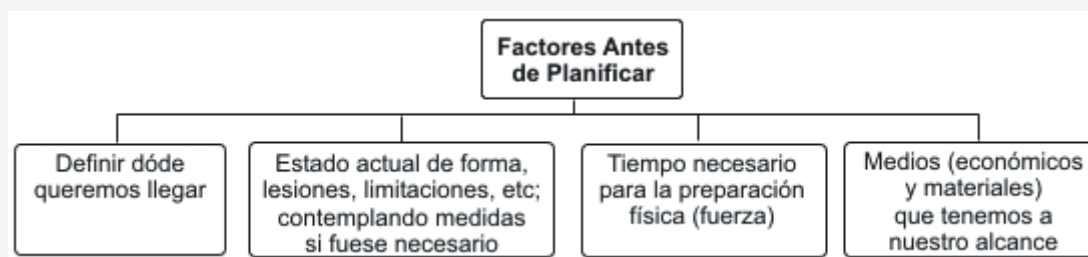 Factores Antes
de Planificar
Definir dóde
queremos llegar
Estado actual de forma,
lesiones, limitaciones, etc;
contemplando medidas
si fuese necesario
Tiempo necesario
para la preparación
física (fuerza)
Medios (económicos
y materiales)
que tenemos a
nuestro alcance